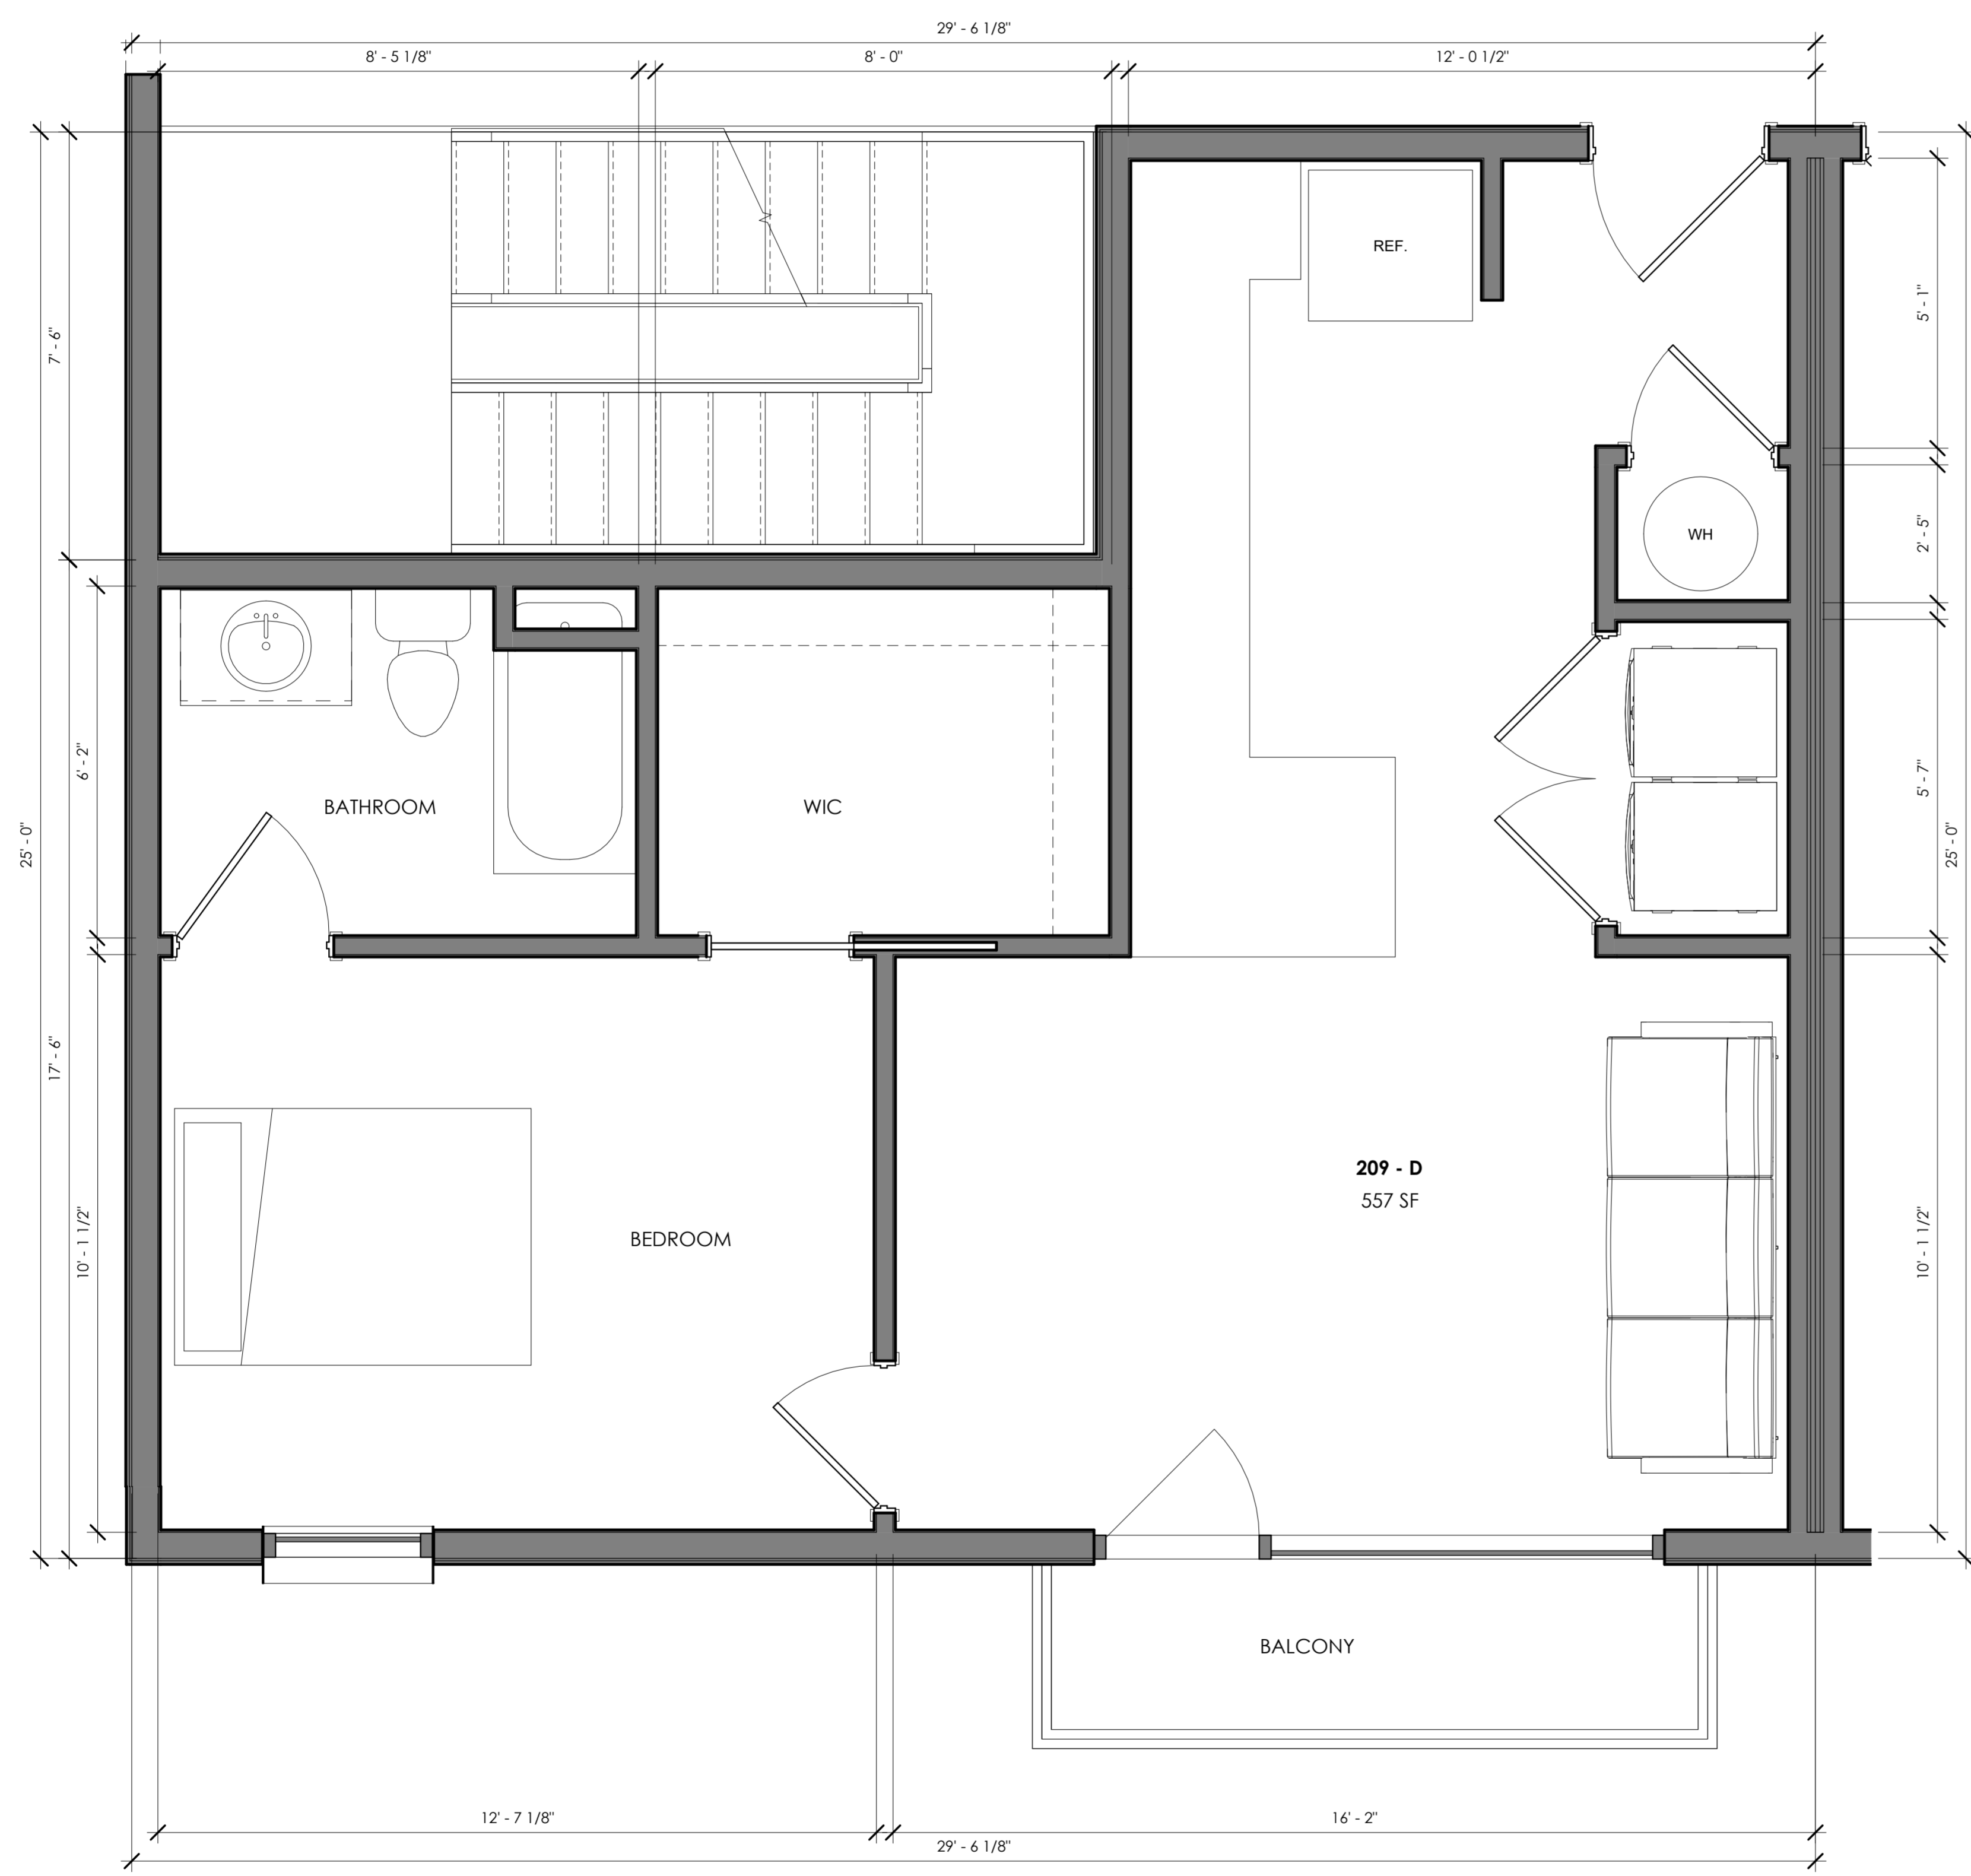 29' - 6 1/8"
8' - 5 1/8"
8' - 0"
12' - 0 1/2"
REF.
5' - 1"
7' - 6"
WH
2' - 5"
6' - 2"
5' - 7"
BATHROOM
WIC
25' - 0"
25' - 0"
17' - 6"
209 - D
557 SF
10' - 1 1/2"
10' - 1 1/2"
BEDROOM
BALCONY
12' - 7 1/8"
16' - 2"
29' - 6 1/8"